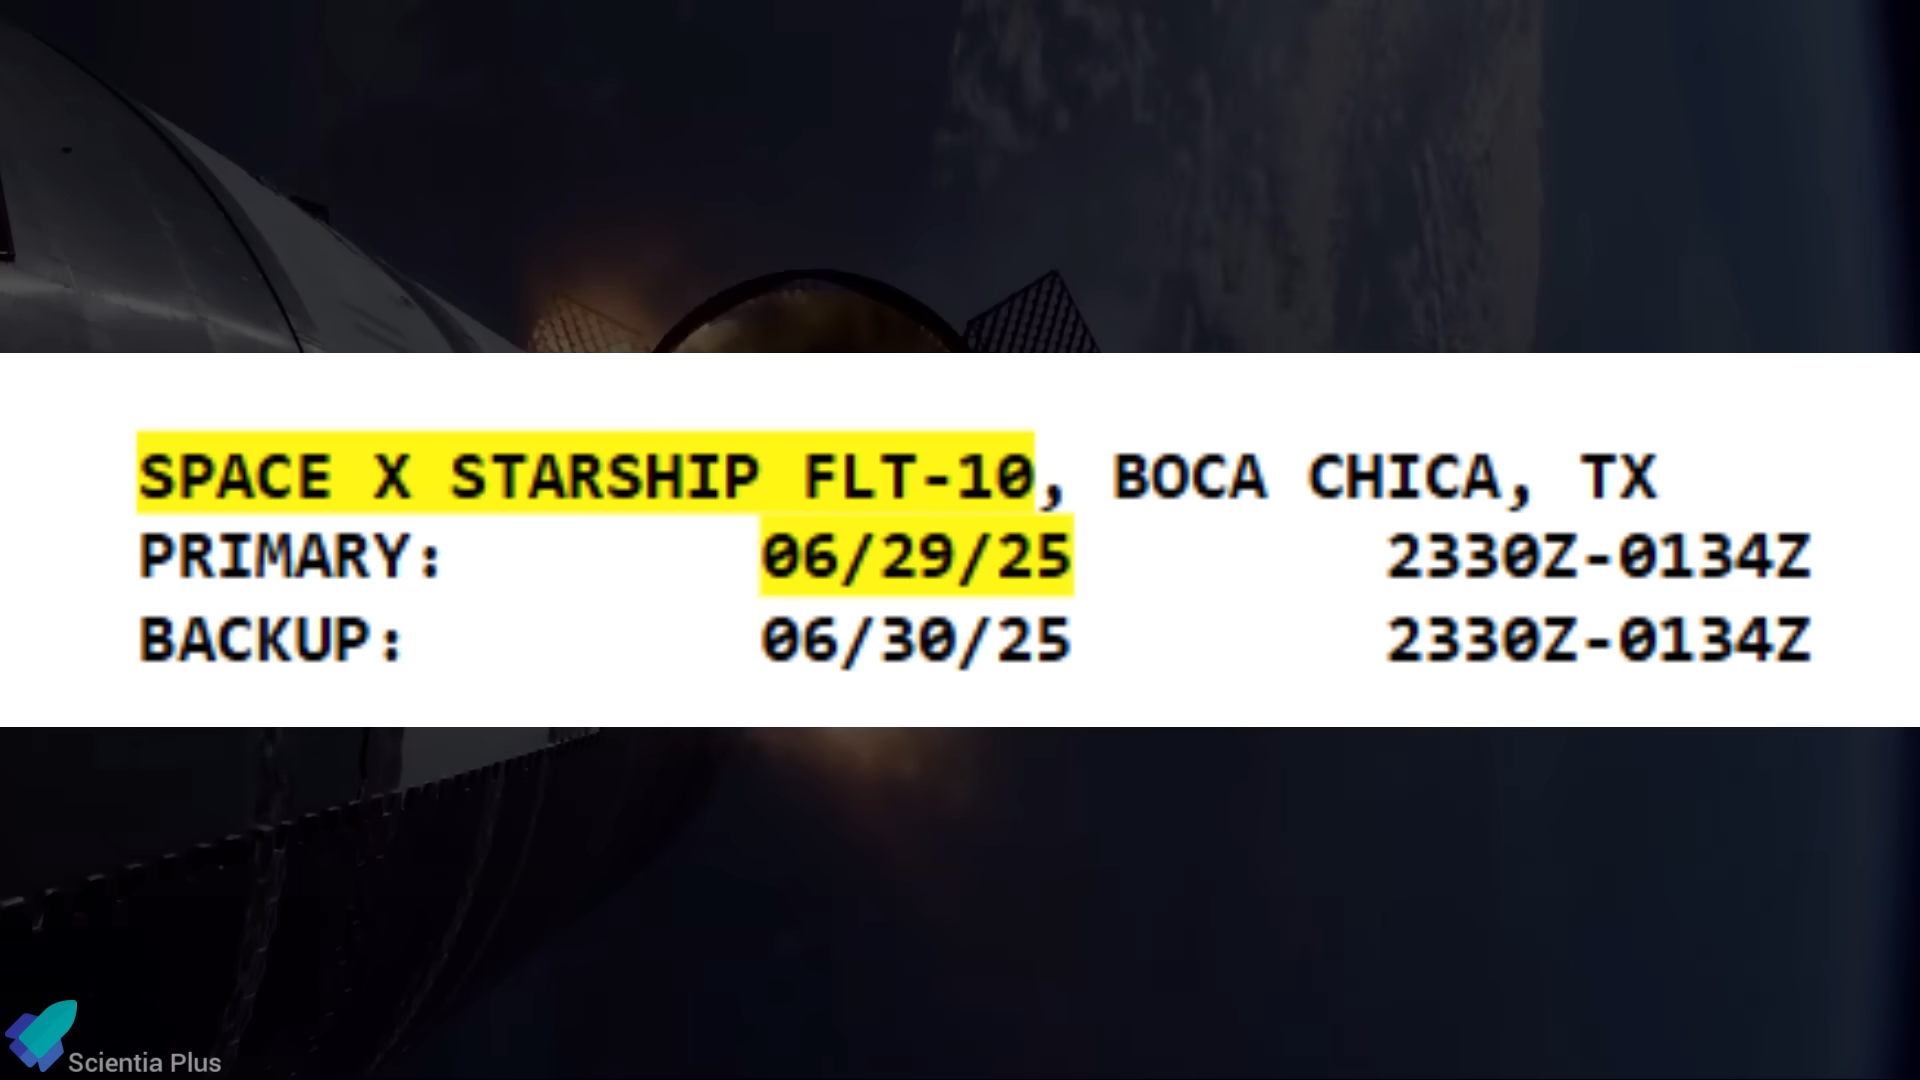 SPACE X STARSHIP FLT-10, BOCA CHICA, TX
PRIMARY: 06/29/25 2330Z-0134Z
BACKUP: 06/30/25 2330Z-0134Z
Scientia Plus